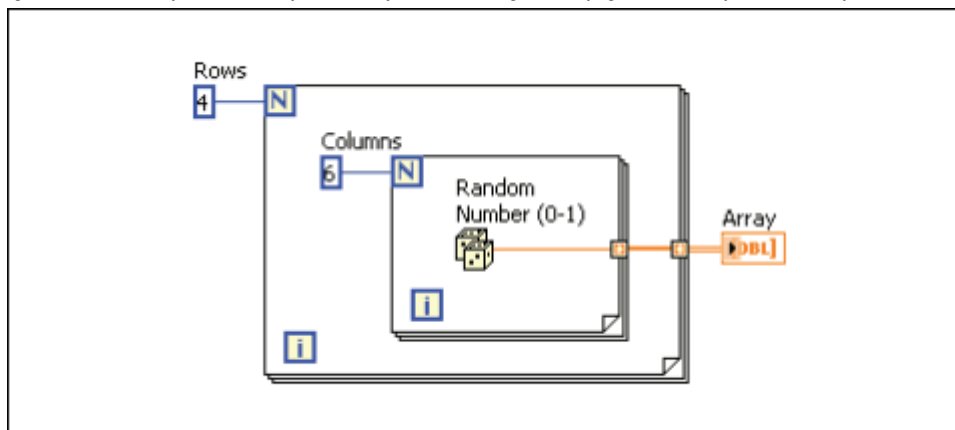 Rows
4
N
Columns
6
N
Random
Number (0-1)
Array
DBL]
i
i